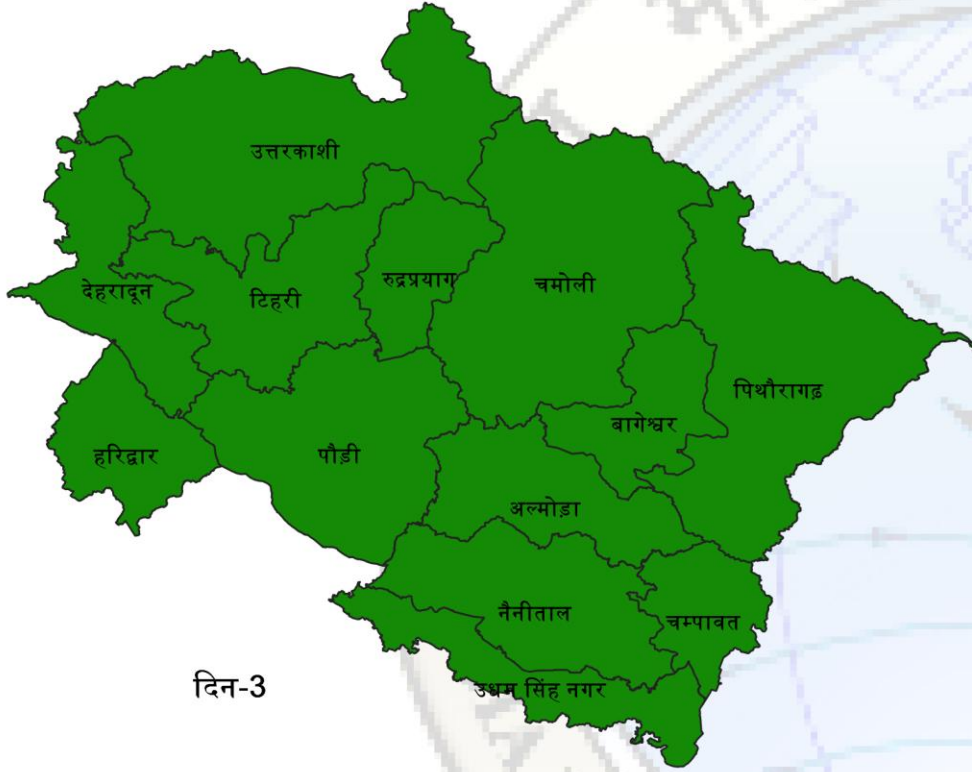 उत्तरकाशी
देहरादून
टिहरी
रुद्रप्रयाग
चमोली
पिथौरागढ़
हरिद्वार
पौड़ी
बागेश्वर
अल्मोड़ा
नैनीताल
चम्पावत
उधम सिंह नगर
दिन-3